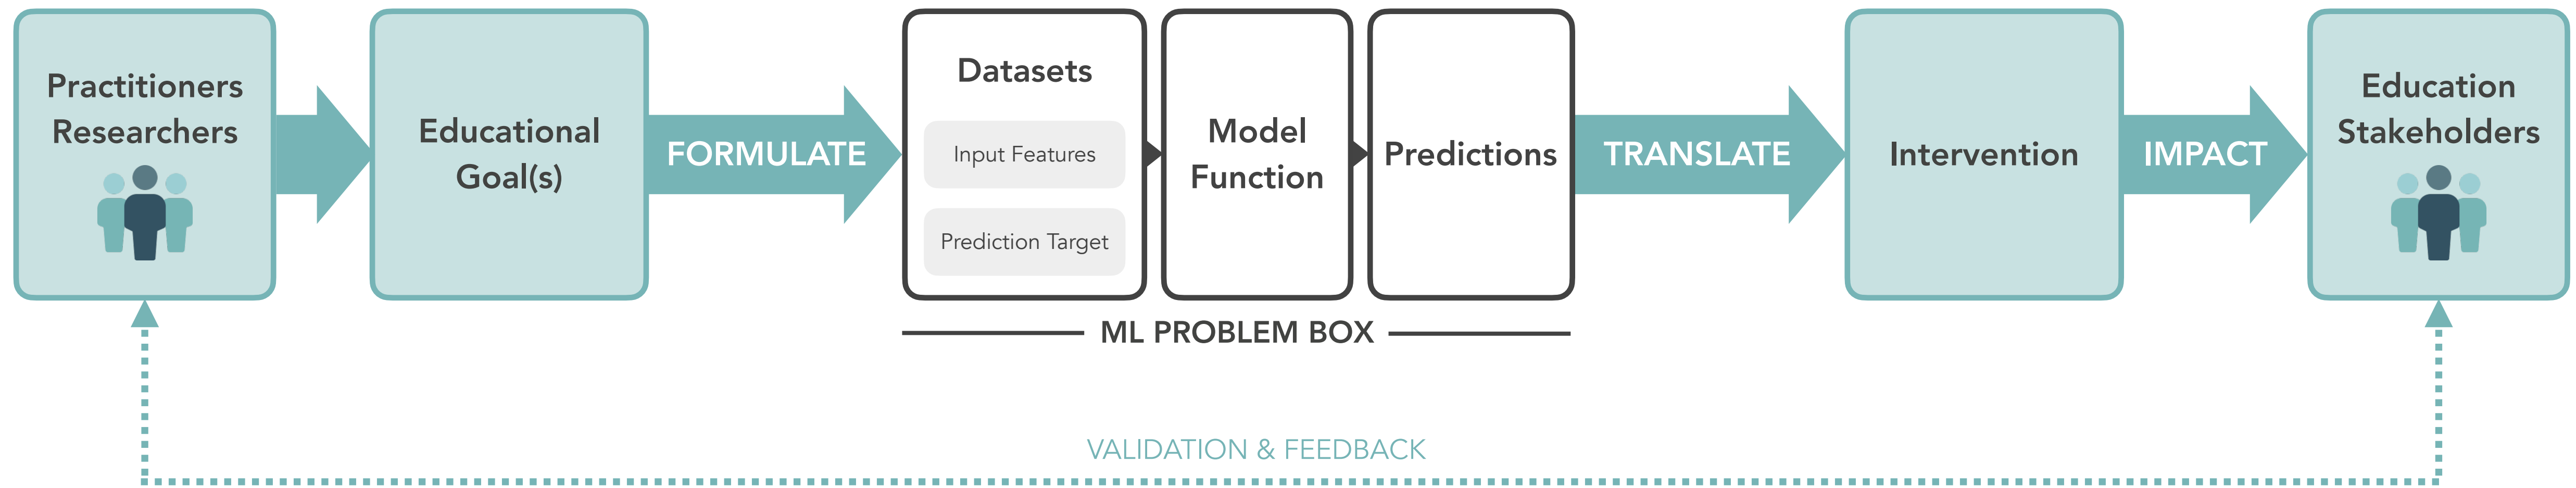 Practitioners
Researchers
Educational
Goal(s)
FORMULATE
Datasets
Input Features
Prediction Target
Model
Function
Predictions
ML PROBLEM BOX
TRANSLATE
Intervention
IMPACT
Education
Stakeholders
VALIDATION & FEEDBACK